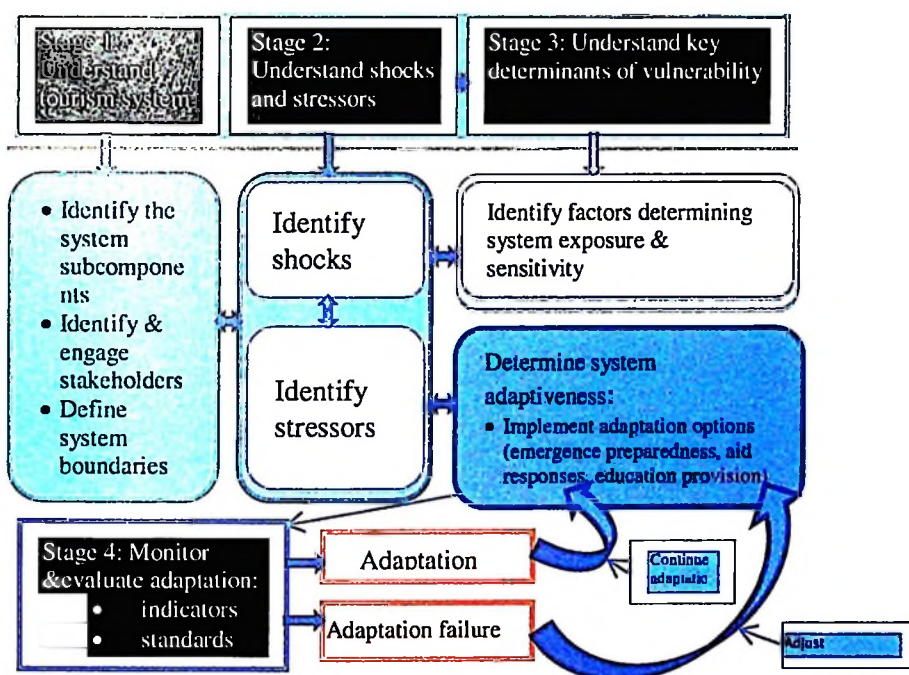 Stage 1:
Understand
tourism system
Stage 2:
Understand shocks
and stressors
Stage 3: Understand key
determinants of vulnerability
• Identify the
system
subcompone
nts
• Identify &
engage
stakeholders
• Define
system
boundaries
Identify
shocks
Identify
stressors
Identify factors determining
system exposure &
sensitivity
Determine system
adaptiveness:
• Implement adaptation options
(emergence preparedness, aid
responses, education provision)
Stage 4: Monitor
&evaluate adaptation:
• indicators
• standards
Adaptation
Adaptation failure
Continue
adaptatio
Adjust